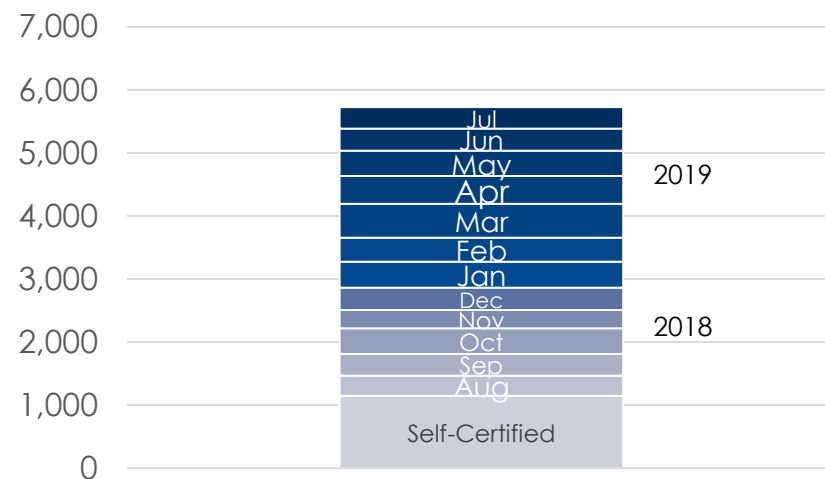 7,000
6,000
5,000
4,000
3,000
2,000
1,000
0
Jul
Jun
May
Apr
Mar
Feb
Jan
Dec
Nov
Oct
Sep
Aug
Self-Certified
2019
2018